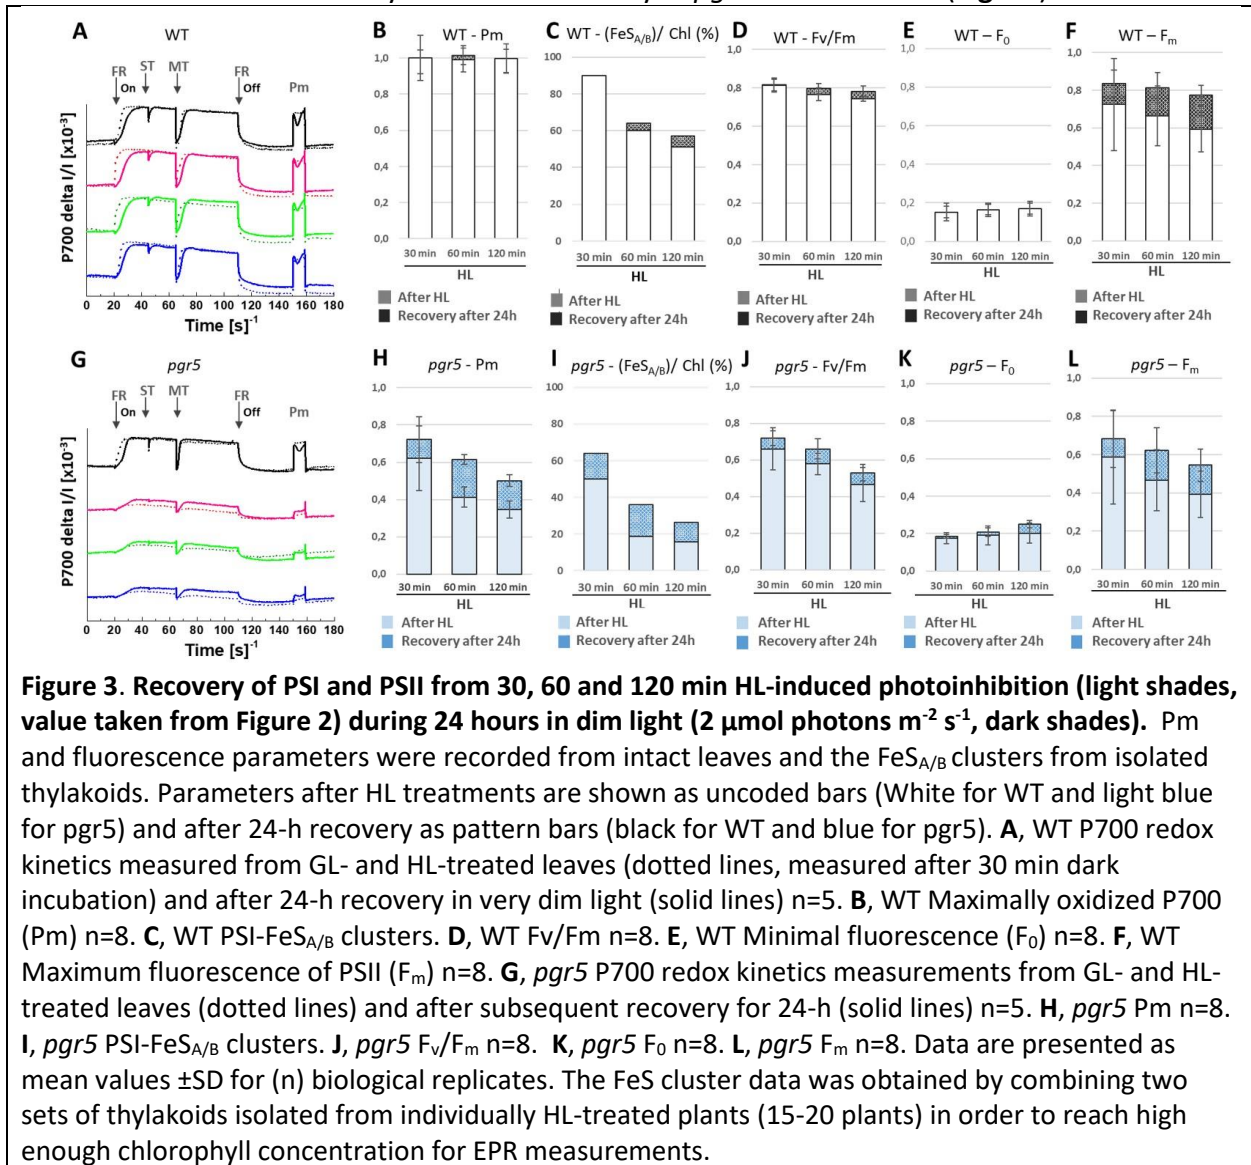 A WT
FR ST MT FR Pm
On Off
P700 delta I/I [x10⁻³]
0 20 40 60 80 100 120 140 160 180
Time [s]⁻¹
B WT - Pm
1,0
0,8
0,6
0,4
0,2
0,0
30 min 60 min 120 min
HL
After HL
Recovery after 24h
C WT - (FeS_A/B)/ Chl (%)
100
80
60
40
20
0
30 min 60 min 120 min
HL
After HL
Recovery after 24h
D WT - Fv/Fm
1,0
0,8
0,6
0,4
0,2
0,0
30 min 60 min 120 min
HL
After HL
Recovery after 24h
E WT – F₀
1,0
0,8
0,6
0,4
0,2
0,0
30 min 60 min 120 min
HL
After HL
Recovery after 24h
F WT – Fₘ
1,0
0,8
0,6
0,4
0,2
0,0
30 min 60 min 120 min
HL
After HL
Recovery after 24h
G pgr5
FR ST MT FR Pm
On Off
P700 delta I/I [x10⁻³]
0 20 40 60 80 100 120 140 160 180
Time [s]⁻¹
H pgr5 - Pm
1,0
0,8
0,6
0,4
0,2
0,0
30 min 60 min 120 min
HL
After HL
Recovery after 24h
I pgr5 - (FeS_A/B)/ Chl (%)
100
80
60
40
20
0
30 min 60 min 120 min
HL
After HL
Recovery after 24h
J pgr5 - Fv/Fm
1,0
0,8
0,6
0,4
0,2
0,0
30 min 60 min 120 min
HL
After HL
Recovery after 24h
K pgr5 – F₀
1,0
0,8
0,6
0,4
0,2
0,0
30 min 60 min 120 min
HL
After HL
Recovery after 24h
L pgr5 – Fₘ
1,0
0,8
0,6
0,4
0,2
0,0
30 min 60 min 120 min
HL
After HL
Recovery after 24h
Figure 3. Recovery of PSI and PSII from 30, 60 and 120 min HL-induced photoinhibition (light shades,
value taken from Figure 2) during 24 hours in dim light (2 µmol photons m⁻² s⁻¹, dark shades). Pm
and fluorescence parameters were recorded from intact leaves and the FeS_A/B clusters from isolated
thylakoids. Parameters after HL treatments are shown as uncoded bars (White for WT and light blue
for pgr5) and after 24-h recovery as pattern bars (black for WT and blue for pgr5). A, WT P700 redox
kinetics measured from GL- and HL-treated leaves (dotted lines, measured after 30 min dark
incubation) and after 24-h recovery in very dim light (solid lines) n=5. B, WT Maximally oxidized P700
(Pm) n=8. C, WT PSI-FeS_A/B clusters. D, WT Fv/Fm n=8. E, WT Minimal fluorescence (F₀) n=8. F, WT
Maximum fluorescence of PSII (Fₘ) n=8. G, pgr5 P700 redox kinetics measurements from GL- and HL-
treated leaves (dotted lines) and after subsequent recovery for 24-h (solid lines) n=5. H, pgr5 Pm n=8.
I, pgr5 PSI-FeS_A/B clusters. J, pgr5 Fᵥ/Fₘ n=8. K, pgr5 F₀ n=8. L, pgr5 Fₘ n=8. Data are presented as
mean values ±SD for (n) biological replicates. The FeS cluster data was obtained by combining two
sets of thylakoids isolated from individually HL-treated plants (15-20 plants) in order to reach high
enough chlorophyll concentration for EPR measurements.